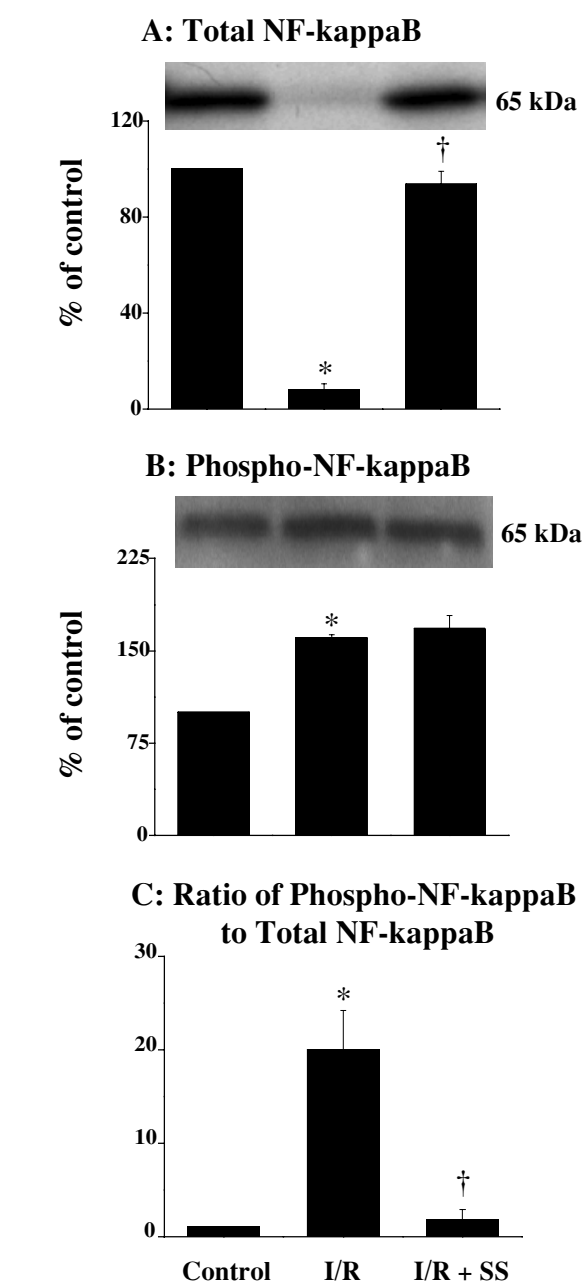 A: Total NF-kappaB
65 kDa
120
80
40
0
% of control
*
†
B: Phospho-NF-kappaB
65 kDa
225
150
75
0
% of control
*
C: Ratio of Phospho-NF-kappaB
to Total NF-kappaB
30
20
10
0
*
†
Control I/R I/R + SS